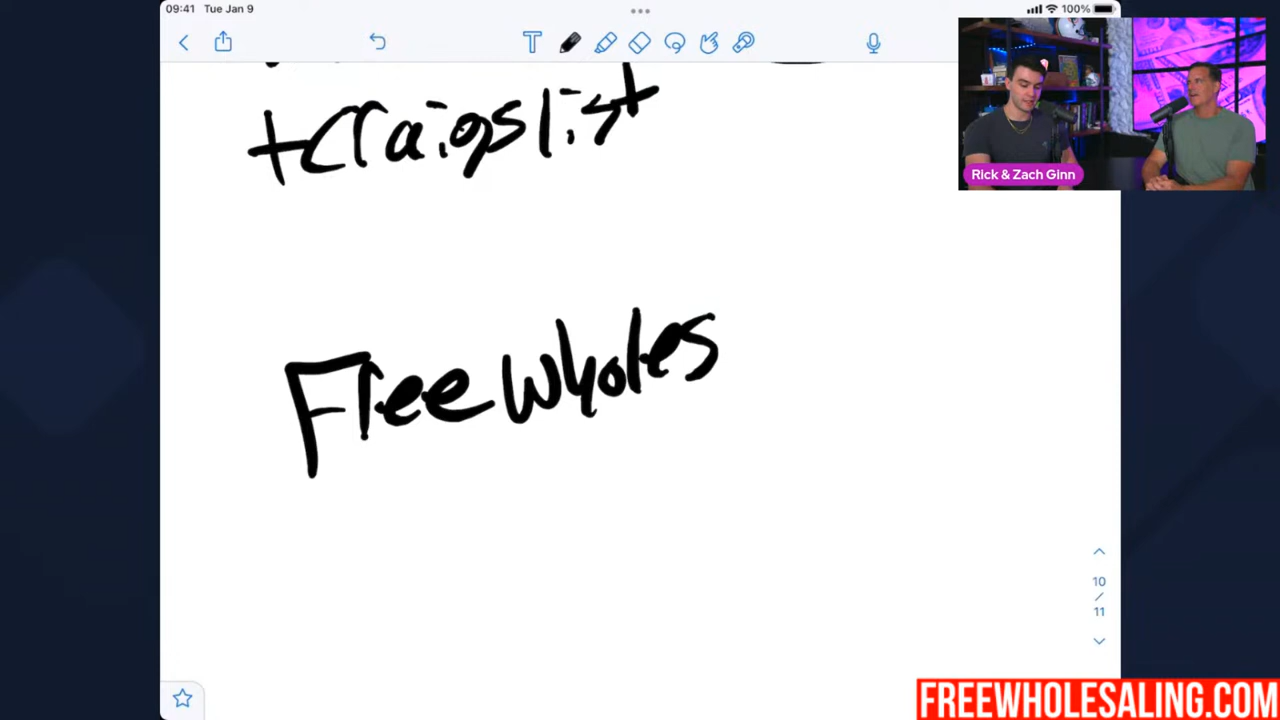 09:41 Tue Jan 9
100%
T
+craigslist
Rick & Zach Ginn
Freewholes
10
/
11
FREEWHOLESALING.COM